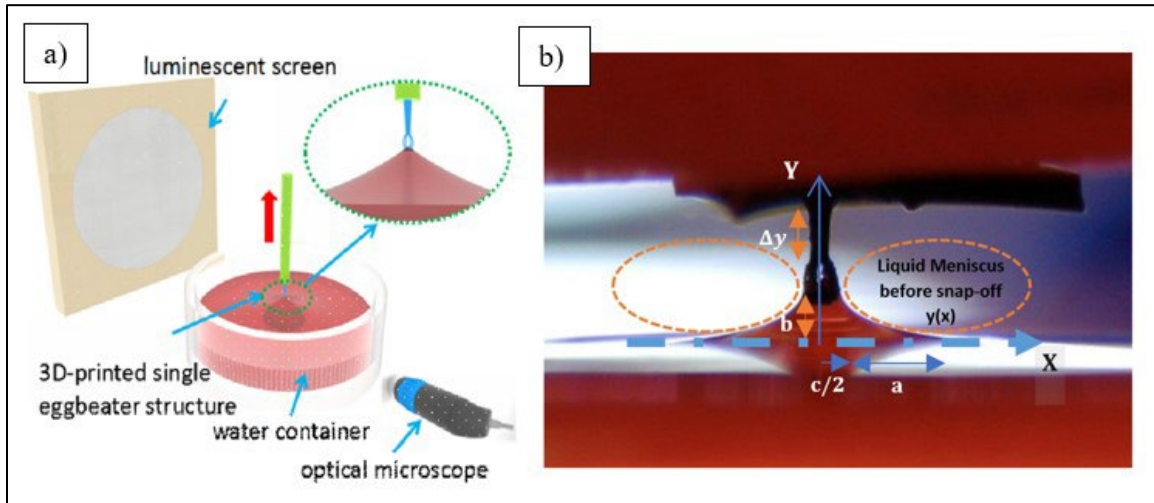 a)
luminescent screen
3D-printed single
eggbeater structure
water container
optical microscope
b)
Y
Δy
Liquid Meniscus
before snap-off
y(x)
b
X
c/2
a